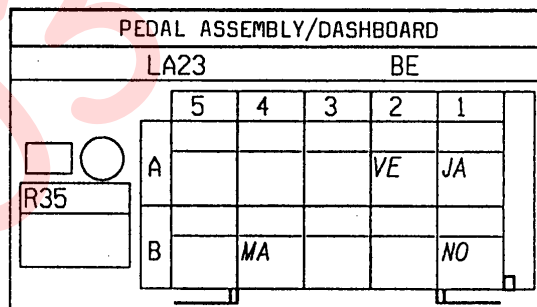 PEDAL ASSEMBLY/DASHBOARD
LA23 BE
5 4 3 2 1
A VE JA
R35
B MA NO